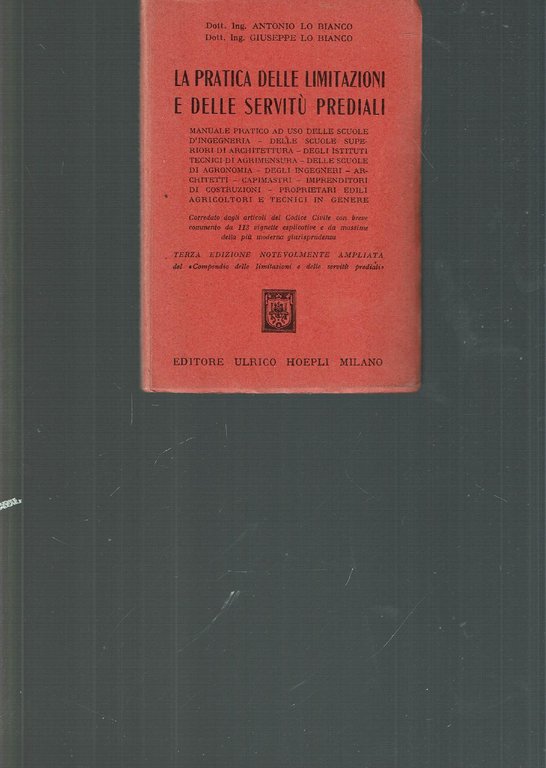 Dott. Ing. ANTONIO LO BIANCO
Dott. Ing. GIUSEPPE LO BIANCO
LA PRATICA DELLE LIMITAZIONI
E DELLE SERVITÙ PREDIALI
MANUALE PRATICO AD USO DELLE SCUOLE
D'INGEGNERIA - DELLE SCUOLE SUPE-
RIORI DI ARCHITETTURA - DEGLI ISTITUTI
TECNICI DI AGRIMENSURA - DELLE SCUOLE
DI AGRONOMIA - DEGLI INGEGNERI - AR-
CHITETTI - CAPIMASTRI - IMPRENDITORI
DI COSTRUZIONI - PROPRIETARI EDILI
AGRICOLTORI E TECNICI IN GENERE
Corredato dagli articoli del Codice Civile con breve
commento da 113 vignette esplicative e da massime
della più moderna giurisprudenza
TERZA EDIZIONE NOTEVOLMENTE AMPLIATA
del «Compendio delle limitazioni e delle servitù prediali»
EDITORE ULRICO HOEPLI MILANO